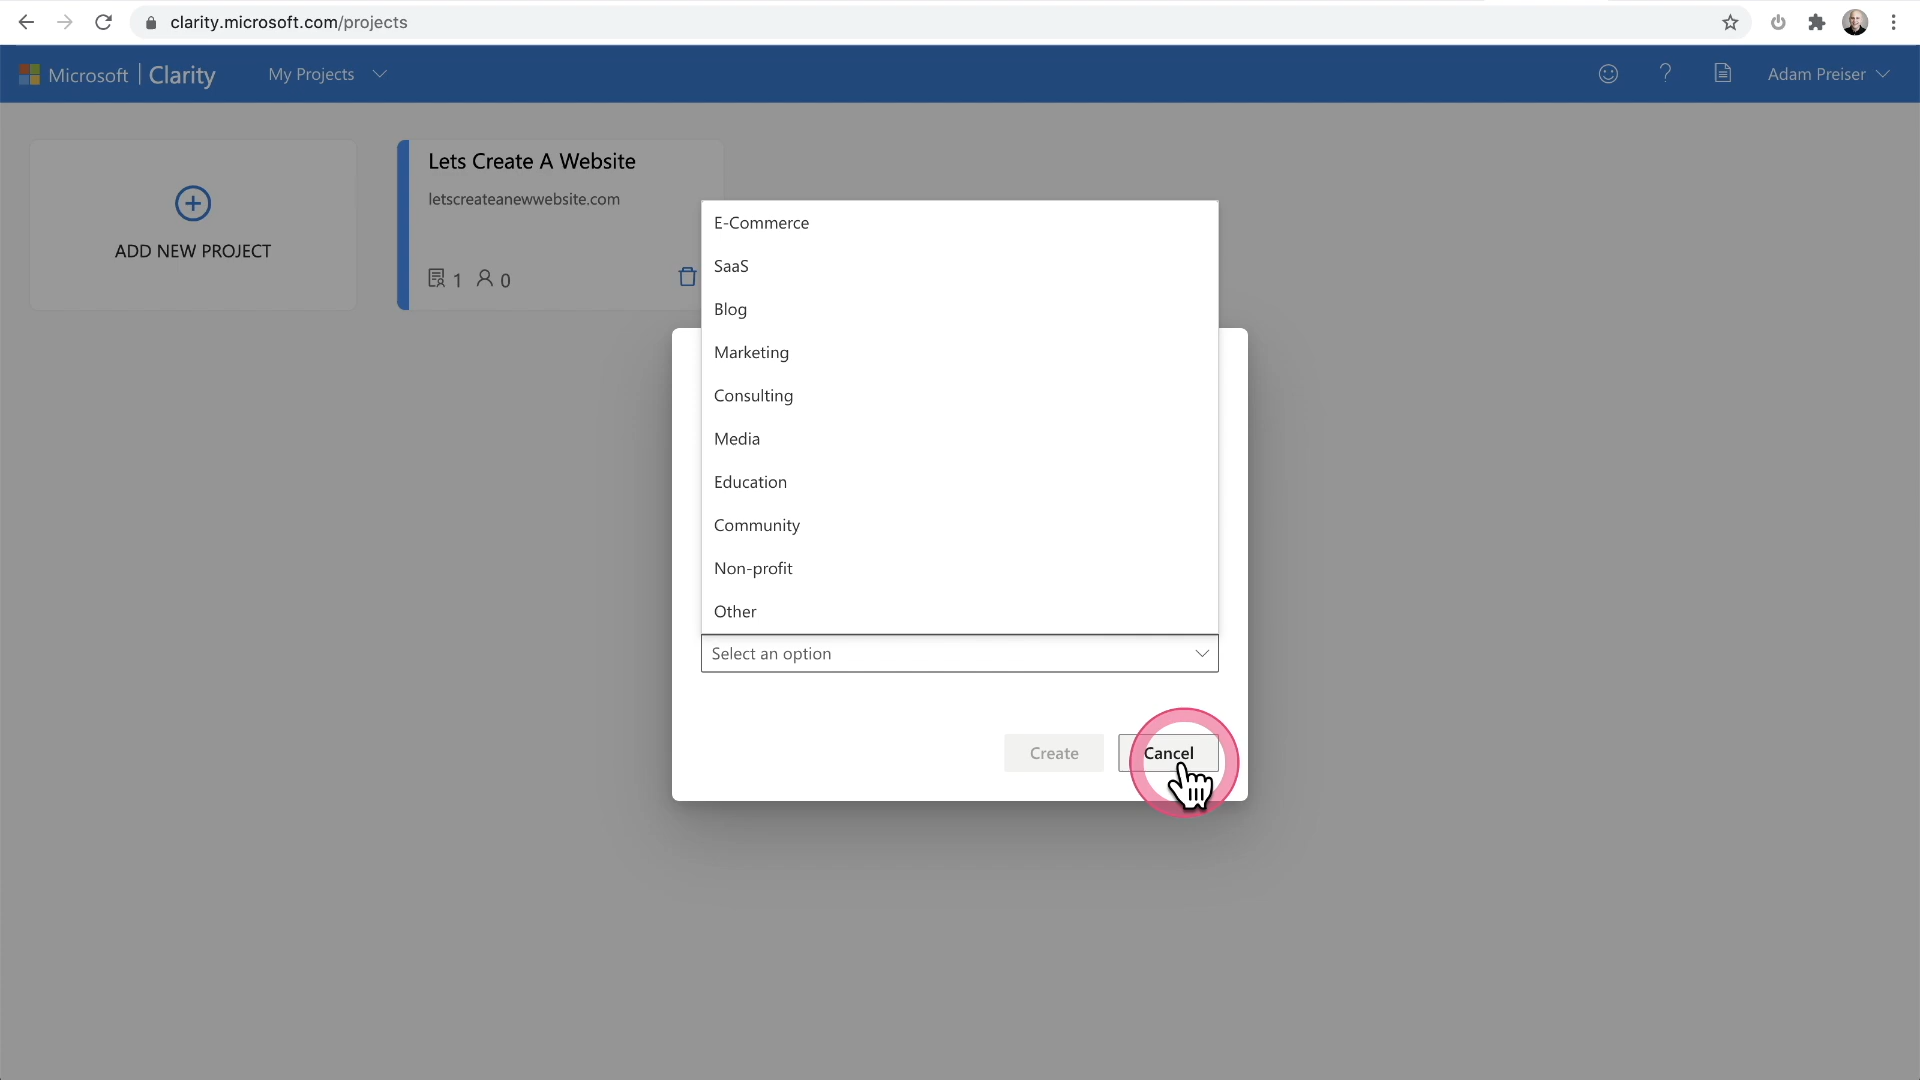 clarity.microsoft.com/projects
Microsoft | Clarity
My Projects
?
Adam Preiser
ADD NEW PROJECT
Lets Create A Website
letscreateanewwebsite.com
1
0
E-Commerce
SaaS
Blog
Marketing
Consulting
Media
Education
Community
Non-profit
Other
Select an option
Create
Cancel